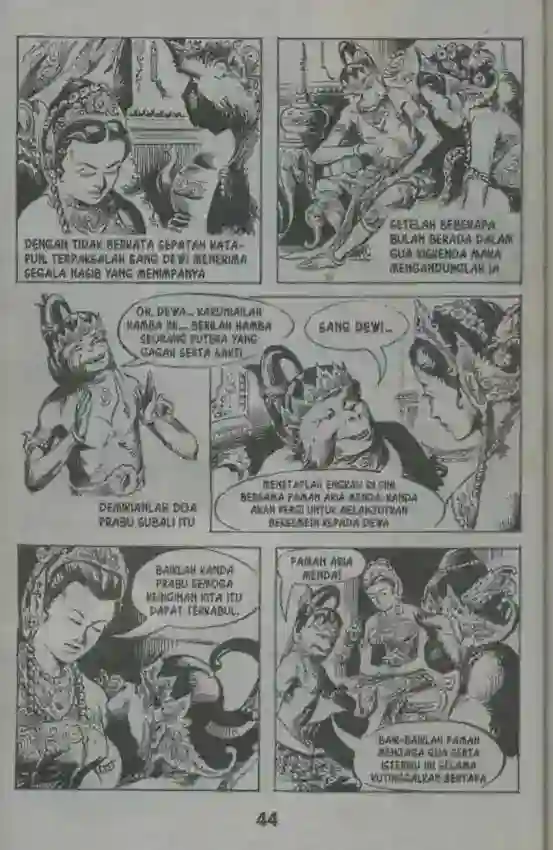 DENGAN TIDAK BERKATA SEPATAH KATA-
PUN, TERPAKSALAH SANG DEWI MENERIMA
SEGALA NASIB YANG MENIMPANYA
SETELAH BEBERAPA
BULAN BERADA DALAM
GUA KISKENDA MAKA
MENGANDUNGLAH IA
OH, DEWA... KARUNIAILAH
HAMBA INI... BERILAH HAMBA
SEORANG PUTERA YANG
GAGAH SERTA SAKTI...
DEMIKIANLAH DOA
PRABU SUBALI ITU
SANG DEWI...
MENETAPLAH ENGKAU DI SINI
BERSAMA PAMAN ARIA MENDA. KANDA
AKAN PERGI UNTUK MELANJUTKAN
BERSEMEDI KEPADA DEWA
BAIKLAH KANDA
PRABU SEMOGA
KEINGINAN KITA ITU
DAPAT TERKABUL.
PAMAN ARIA
MENDA!
BAIK-BAIKLAH PAMAN
MENJAGA GUA SERTA
ISTERIKU INI SELAMA
KUTINGGALKAN BERTAPA
44